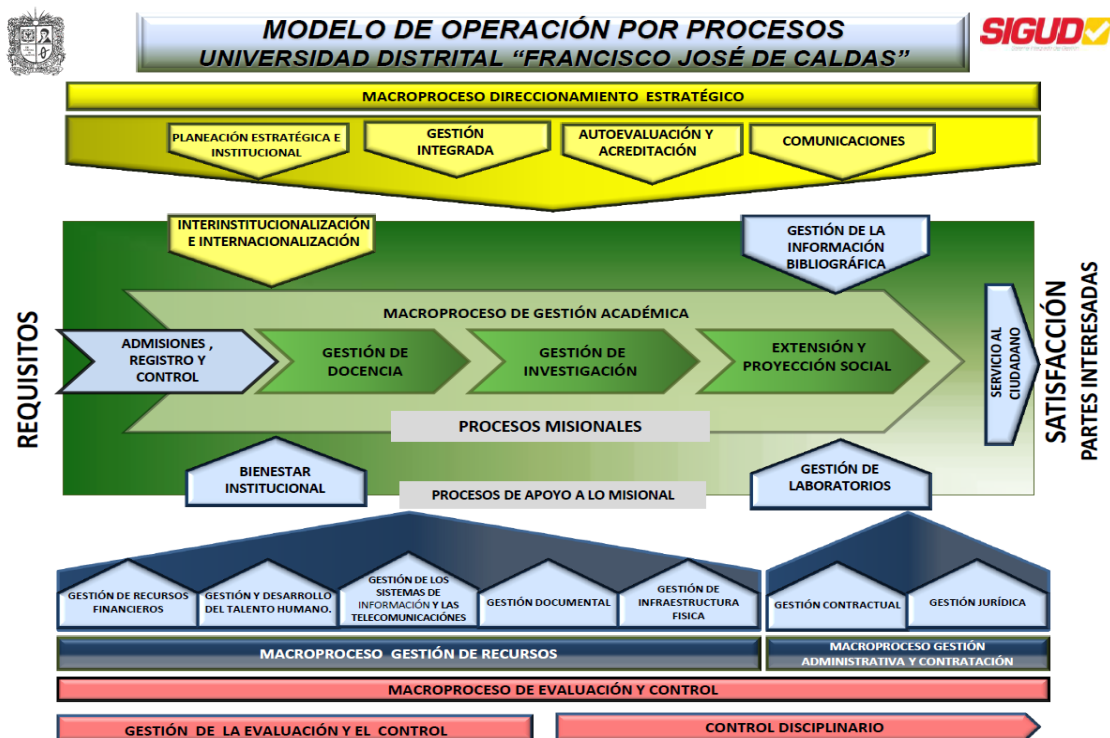 MODELO DE OPERACIÓN POR PROCESOS
UNIVERSIDAD DISTRITAL “FRANCISCO JOSÉ DE CALDAS”
SIGUD
MACROPROCESO DIRECCIONAMIENTO ESTRATÉGICO
PLANEACIÓN ESTRATÉGICA E
INSTITUCIONAL
GESTIÓN
INTEGRADA
AUTOEVALUACIÓN Y
ACREDITACIÓN
COMUNICACIONES
INTERINSTITUCIONALIZACIÓN
E INTERNACIONALIZACIÓN
GESTIÓN DE LA
INFORMACIÓN
BIBLIOGRÁFICA
REQUISITOS
MACROPROCESO DE GESTIÓN ACADÉMICA
ADMISIONES ,
REGISTRO Y
CONTROL
GESTIÓN DE
DOCENCIA
GESTIÓN DE
INVESTIGACIÓN
EXTENSIÓN Y
PROYECCIÓN SOCIAL
SERVICIO AL
CIUDADANO
SATISFACCIÓN
PARTES INTERESADAS
PROCESOS MISIONALES
BIENESTAR
INSTITUCIONAL
GESTIÓN DE
LABORATORIOS
PROCESOS DE APOYO A LO MISIONAL
GESTIÓN DE RECURSOS
FINANCIEROS
GESTIÓN Y DESARROLLO
DEL TALENTO HUMANO.
GESTIÓN DE LOS
SISTEMAS DE
INFORMACIÓN Y LAS
TELECOMUNICACIÓNES
GESTIÓN DOCUMENTAL
GESTIÓN DE
INFRAESTRUCTURA
FISICA
GESTIÓN CONTRACTUAL
GESTIÓN JURÍDICA
MACROPROCESO GESTIÓN DE RECURSOS
MACROPROCESO GESTIÓN
ADMINISTRATIVA Y CONTRATACIÓN
MACROPROCESO DE EVALUACIÓN Y CONTROL
GESTIÓN DE LA EVALUACIÓN Y EL CONTROL
CONTROL DISCIPLINARIO